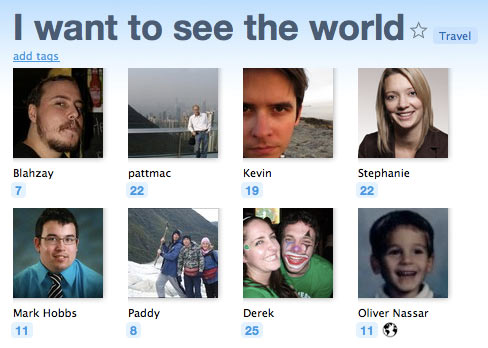 I want to see the world Travel
add tags
Blahzay pattmac Kevin Stephanie
7 22 19 22
Mark Hobbs Paddy Derek Oliver Nassar
11 8 25 11